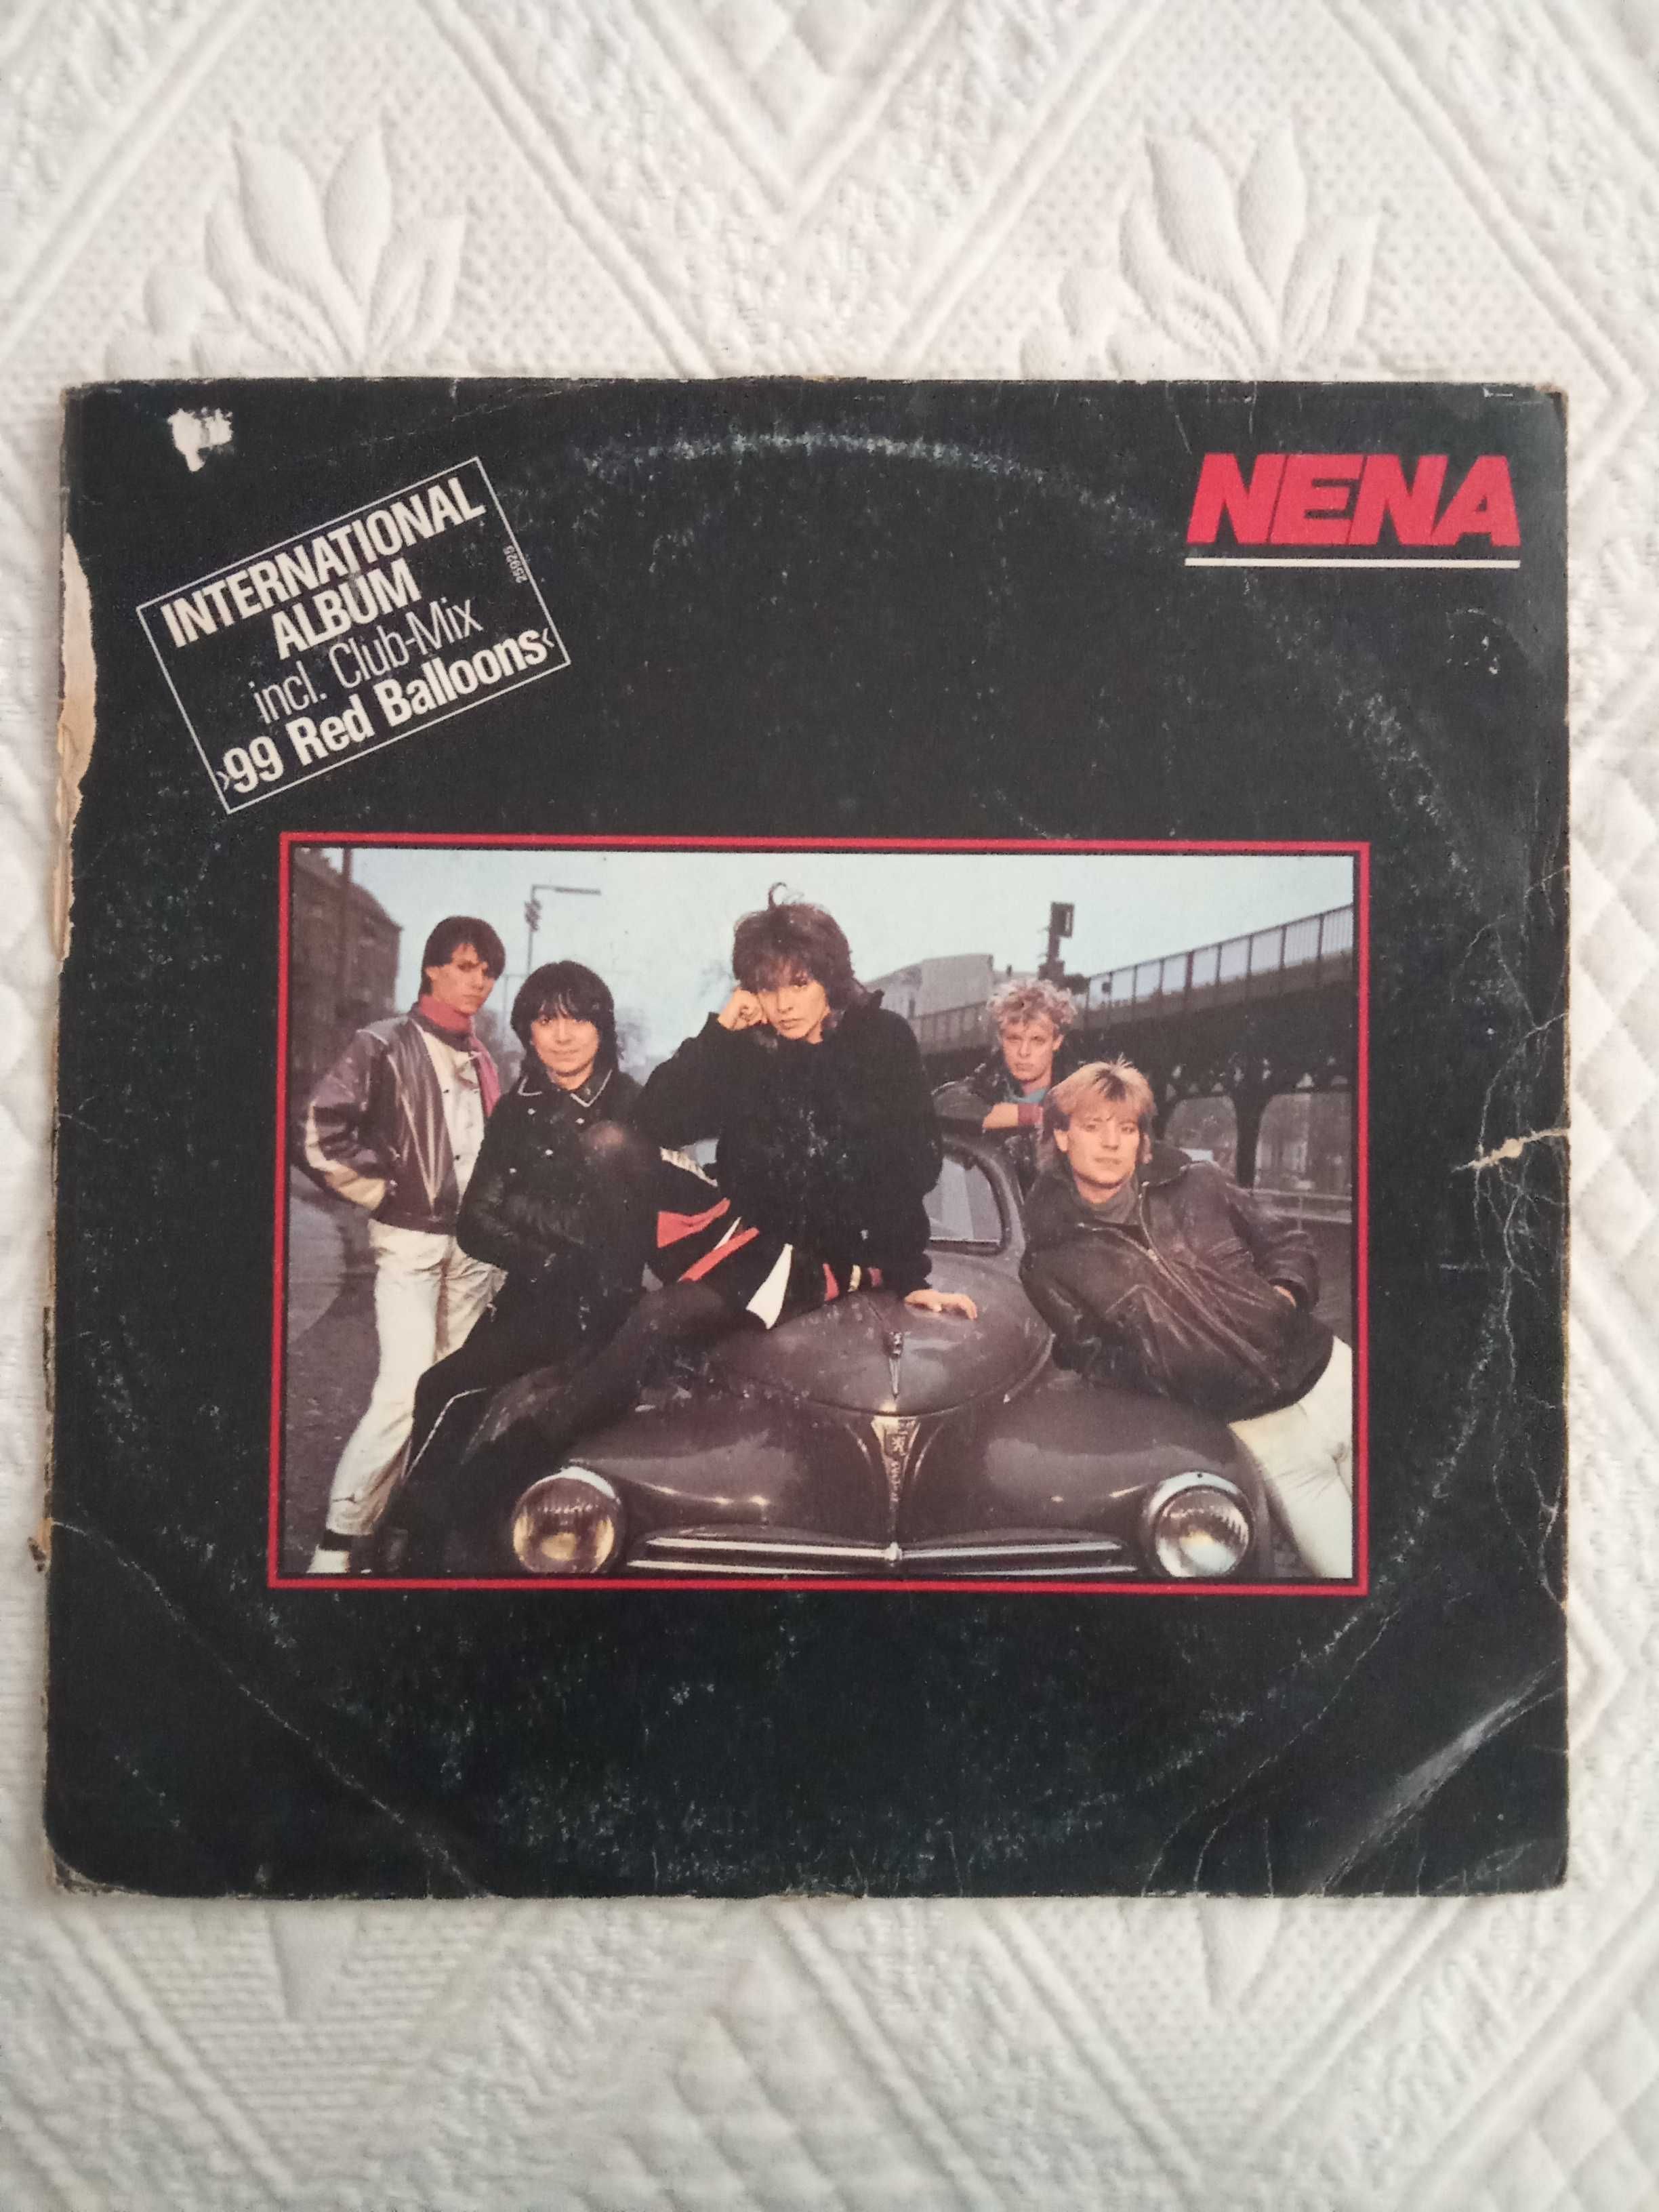 INTERNATIONAL
ALBUM
incl. Club-Mix
›99 Red Balloons‹
25925
NENA